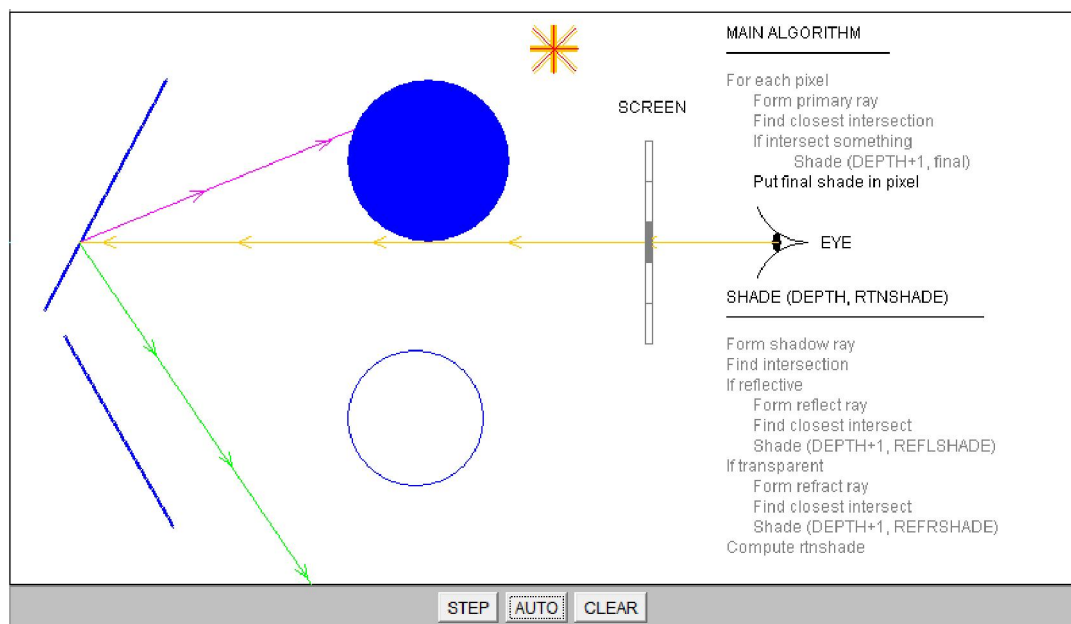 MAIN ALGORITHM
For each pixel
Form primary ray
Find closest intersection
If intersect something
Shade (DEPTH+1, final)
Put final shade in pixel
SCREEN
EYE
SHADE (DEPTH, RTNSHADE)
Form shadow ray
Find intersection
If reflective
Form reflect ray
Find closest intersect
Shade (DEPTH+1, REFLSHADE)
If transparent
Form refract ray
Find closest intersect
Shade (DEPTH+1, REFRSHADE)
Compute rtnshade
STEP AUTO CLEAR